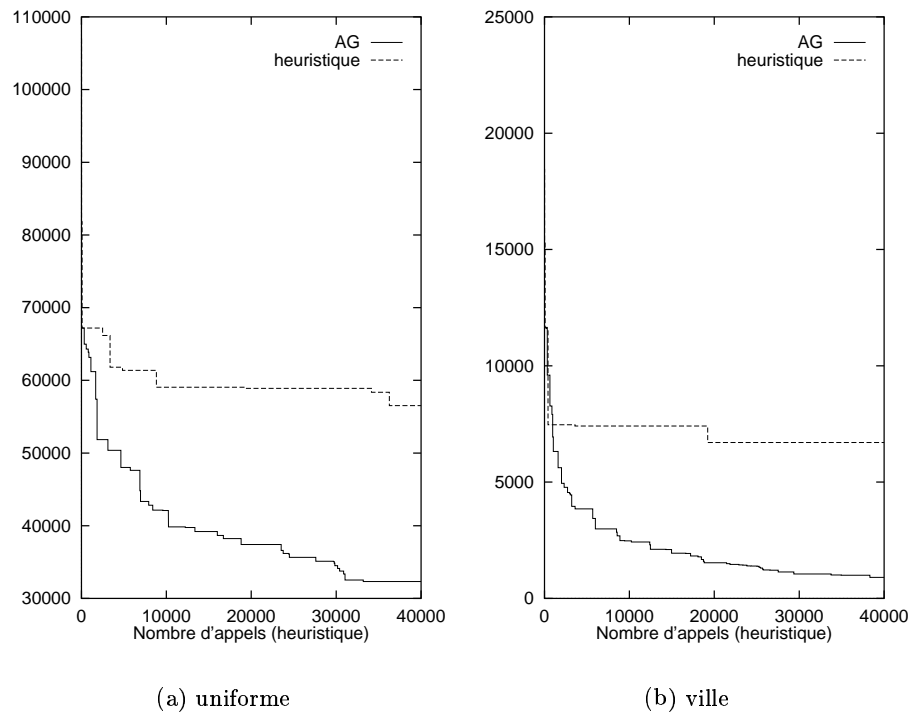 110000
100000
90000
80000
70000
60000
50000
40000
30000
0 10000 20000 30000 40000
Nombre d'appels (heuristique)
AG
heuristique
(a) uniforme
25000
20000
15000
10000
5000
0
0 10000 20000 30000 40000
Nombre d'appels (heuristique)
AG
heuristique
(b) ville